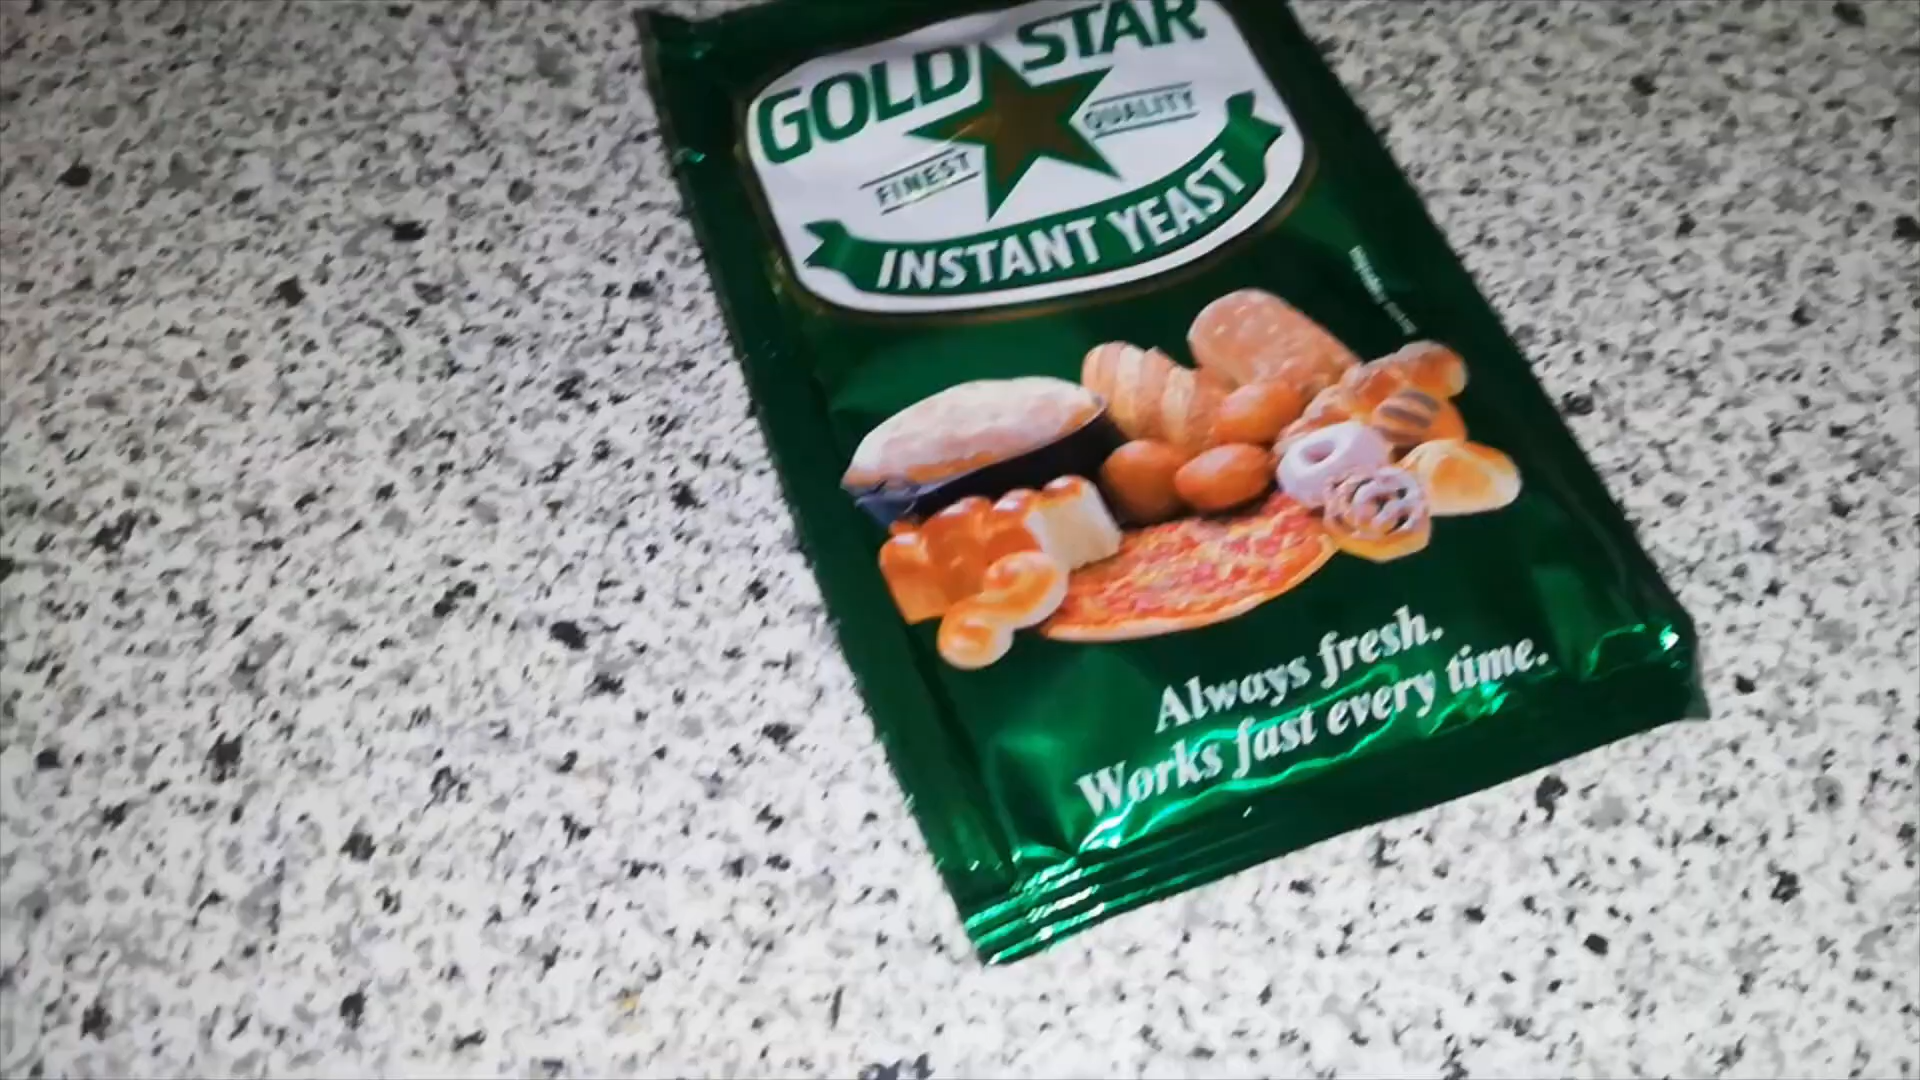 GOLD STAR
FINEST QUALITY
INSTANT YEAST
Always fresh.
Works fast every time.